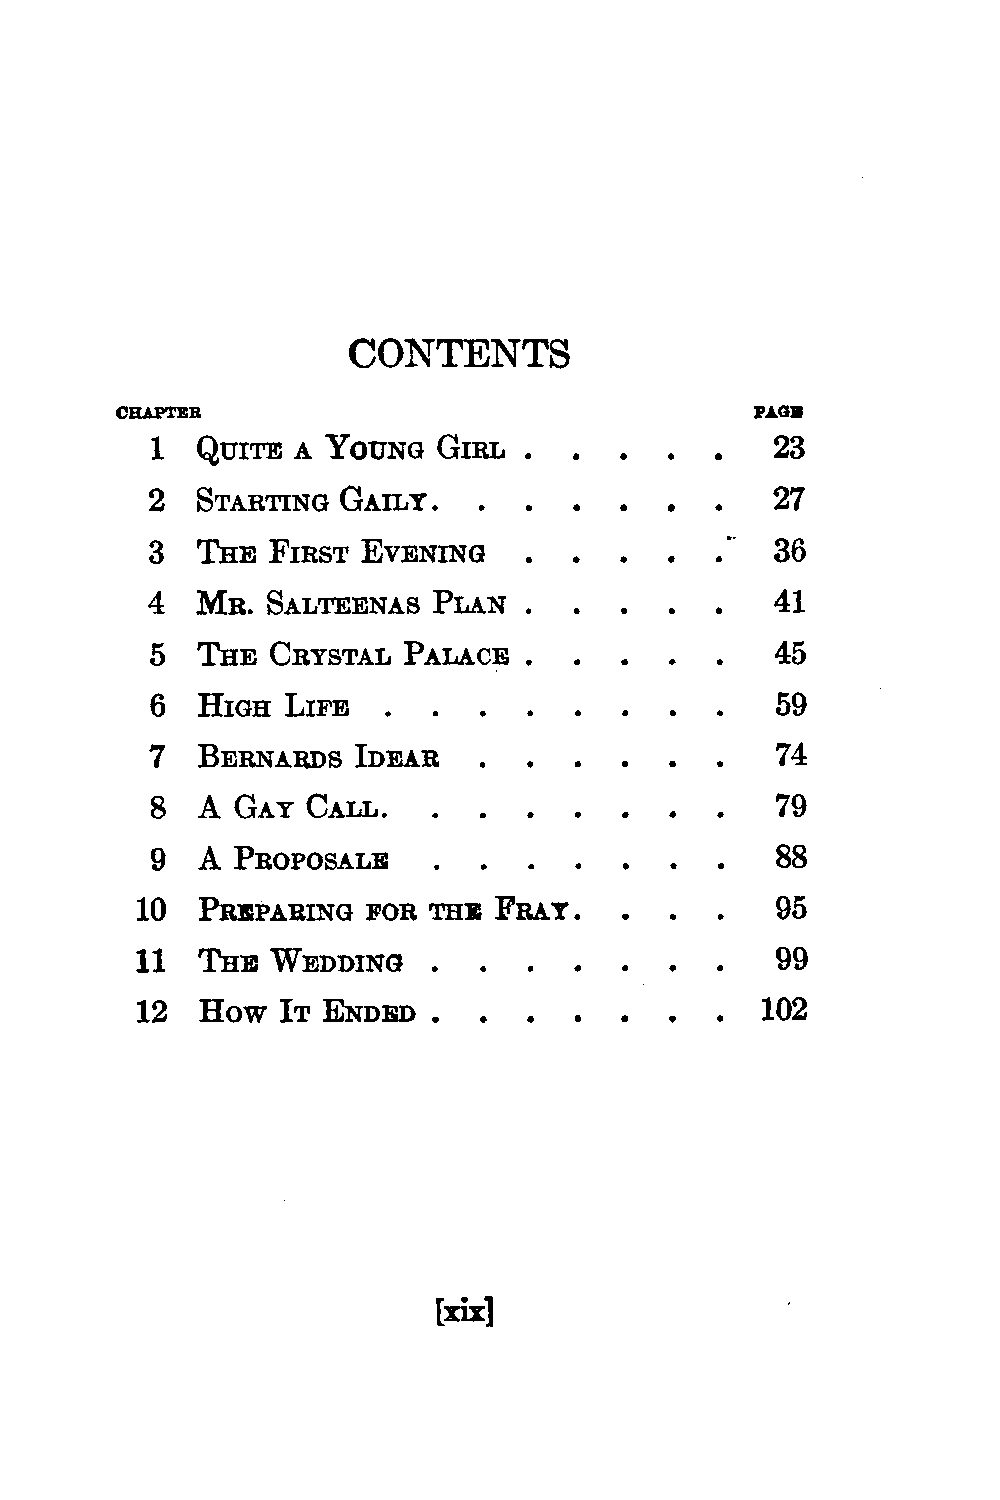 CONTENTS
CHAPTER PAGE
1 Quite a Young Girl . . . . . 23
2 Starting Gaily. . . . . . . 27
3 The First Evening . . . . . 36
4 Mr. Salteenas Plan . . . . . 41
5 The Crystal Palace . . . . . 45
6 High Life . . . . . . . . 59
7 Bernards Idear . . . . . . 74
8 A Gay Call. . . . . . . . 79
9 A Proposale . . . . . . . 88
10 Preparing for the Fray. . . . 95
11 The Wedding . . . . . . . 99
12 How It Ended . . . . . . . 102
[xix]